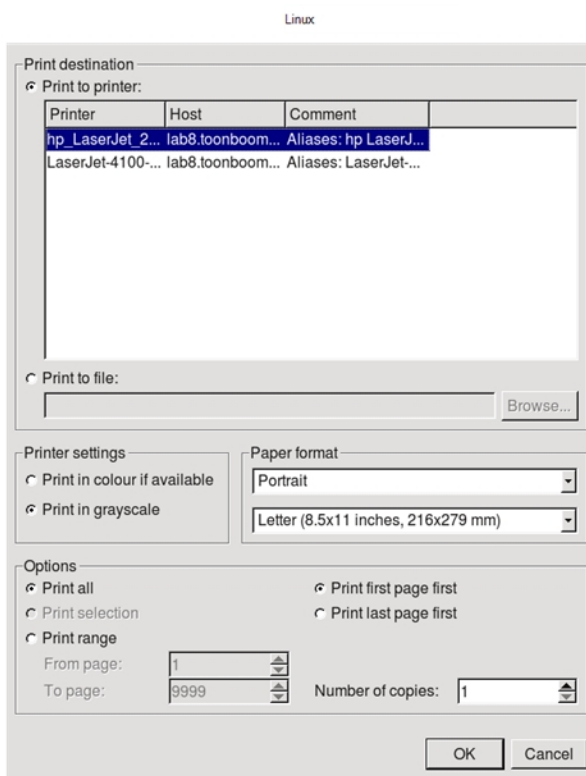 Linux
Print destination
Print to printer:
Printer Host Comment
hp_LaserJet_2... lab8.toonboom... Aliases: hp LaserJ...
LaserJet-4100-... lab8.toonboom... Aliases: LaserJet-...
Print to file:
Browse...
Printer settings
Print in colour if available
Print in grayscale
Paper format
Portrait
Letter (8.5x11 inches, 216x279 mm)
Options
Print all
Print selection
Print range
From page: 1
To page: 9999
Print first page first
Print last page first
Number of copies: 1
OK Cancel